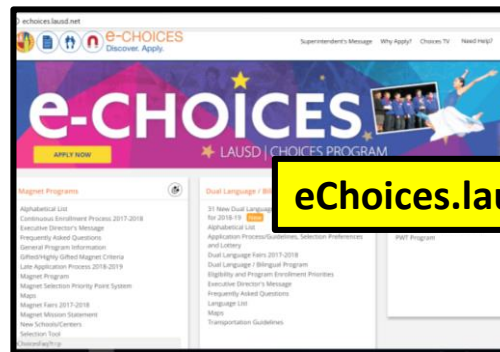 echoices.lausd.net
e-CHOICES
Discover. Apply.
Superintendent's Message Why Apply? Choices TV Need Help?
e-CHOICES
LAUSD | CHOICES PROGRAM
APPLY NOW
Magnet Programs
Alphabetical List
Continuous Enrollment Process 2017-2018
Executive Director's Message
Frequently Asked Questions
General Program Information
Gifted/Highly Gifted Magnet Criteria
Late Application Process 2018-2019
Magnet Program
Magnet Selection Priority Point System
Maps
Magnet Fairs 2017-2018
Magnet Mission Statement
New Schools/Centers
Selection Tool
Dual Language / Bi
31 New Dual Language
for 2018-19 New
Alphabetical List
Application Process/Guidelines, Selection Preferences
and Lottery
Dual Language Fairs 2017-2018
Dual Language / Bilingual Program
Eligibility and Program Enrollment Priorities
Executive Director's Message
Frequently Asked Questions
Language List
Maps
Transportation Guidelines
eChoices.lau
PWT Program